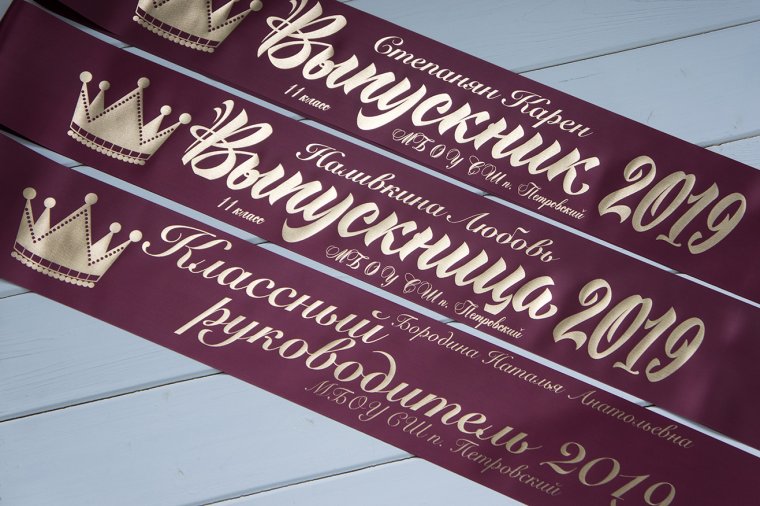 Степанян Карен
Выпускник 2019
11 класс
МБОУ СШ п. Петровский
Наливкина Любовь
Выпускница 2019
11 класс
МБОУ СШ п. Петровский
Классный
Бородина Наталья Анатольевна
руководитель 2019
МБОУ СШ п. Петровский